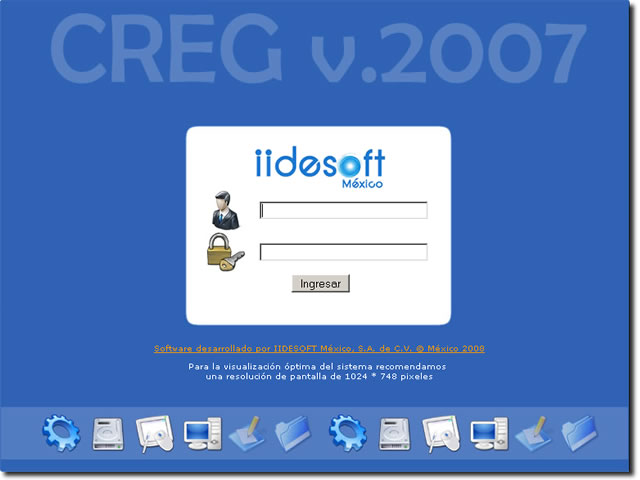 CREG v.2007
iidesoft
México
Ingresar
Software desarrollado por IIDESOFT México, S.A. de C.V. © México 2008
Para la visualización óptima del sistema recomendamos
una resolución de pantalla de 1024 * 748 pixeles